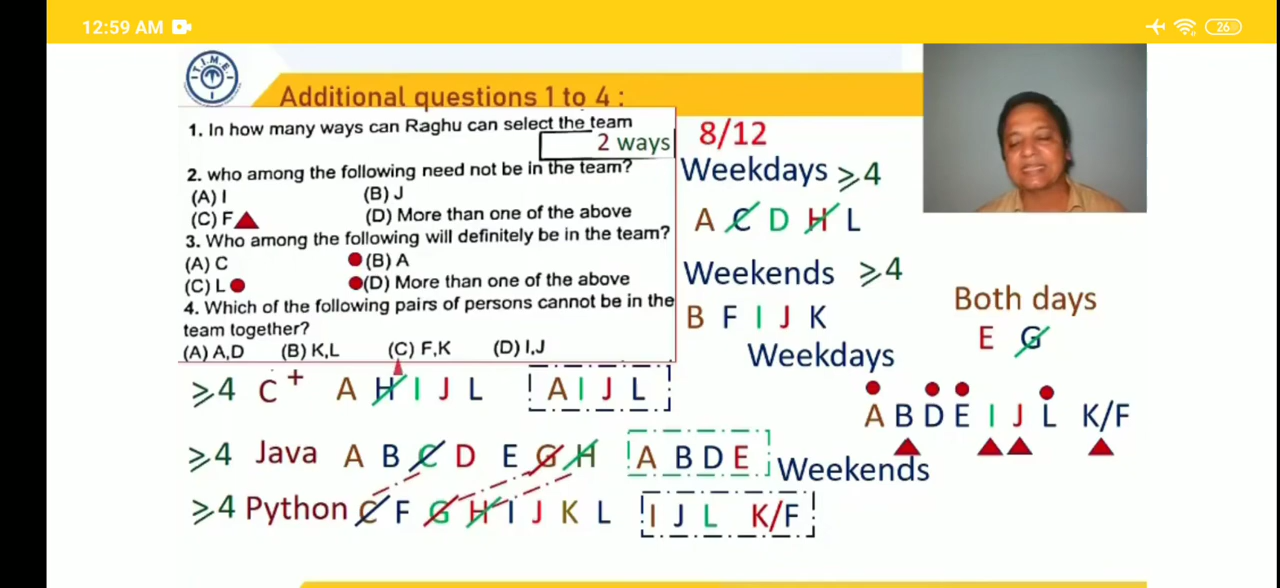 12:59 AM
26
T.I.M.E.
Additional questions 1 to 4 :
1. In how many ways can Raghu can select the team
2 ways
2. who among the following need not be in the team?
(A) I (B) J
(C) F (D) More than one of the above
3. Who among the following will definitely be in the team?
(A) C (B) A
(C) L (D) More than one of the above
4. Which of the following pairs of persons cannot be in the
team together?
(A) A,D (B) K,L (C) F,K (D) I,J
8/12
Weekdays ⩾4
A C D H L
Weekends ⩾4
B F I J K
Both days
E G
Weekdays
A B D E I J L K/F
Weekends
⩾4 C + A H I J L A I J L
⩾4 Java A B C D E G H A B D E
⩾4 Python C F G H I J K L I J L K/F